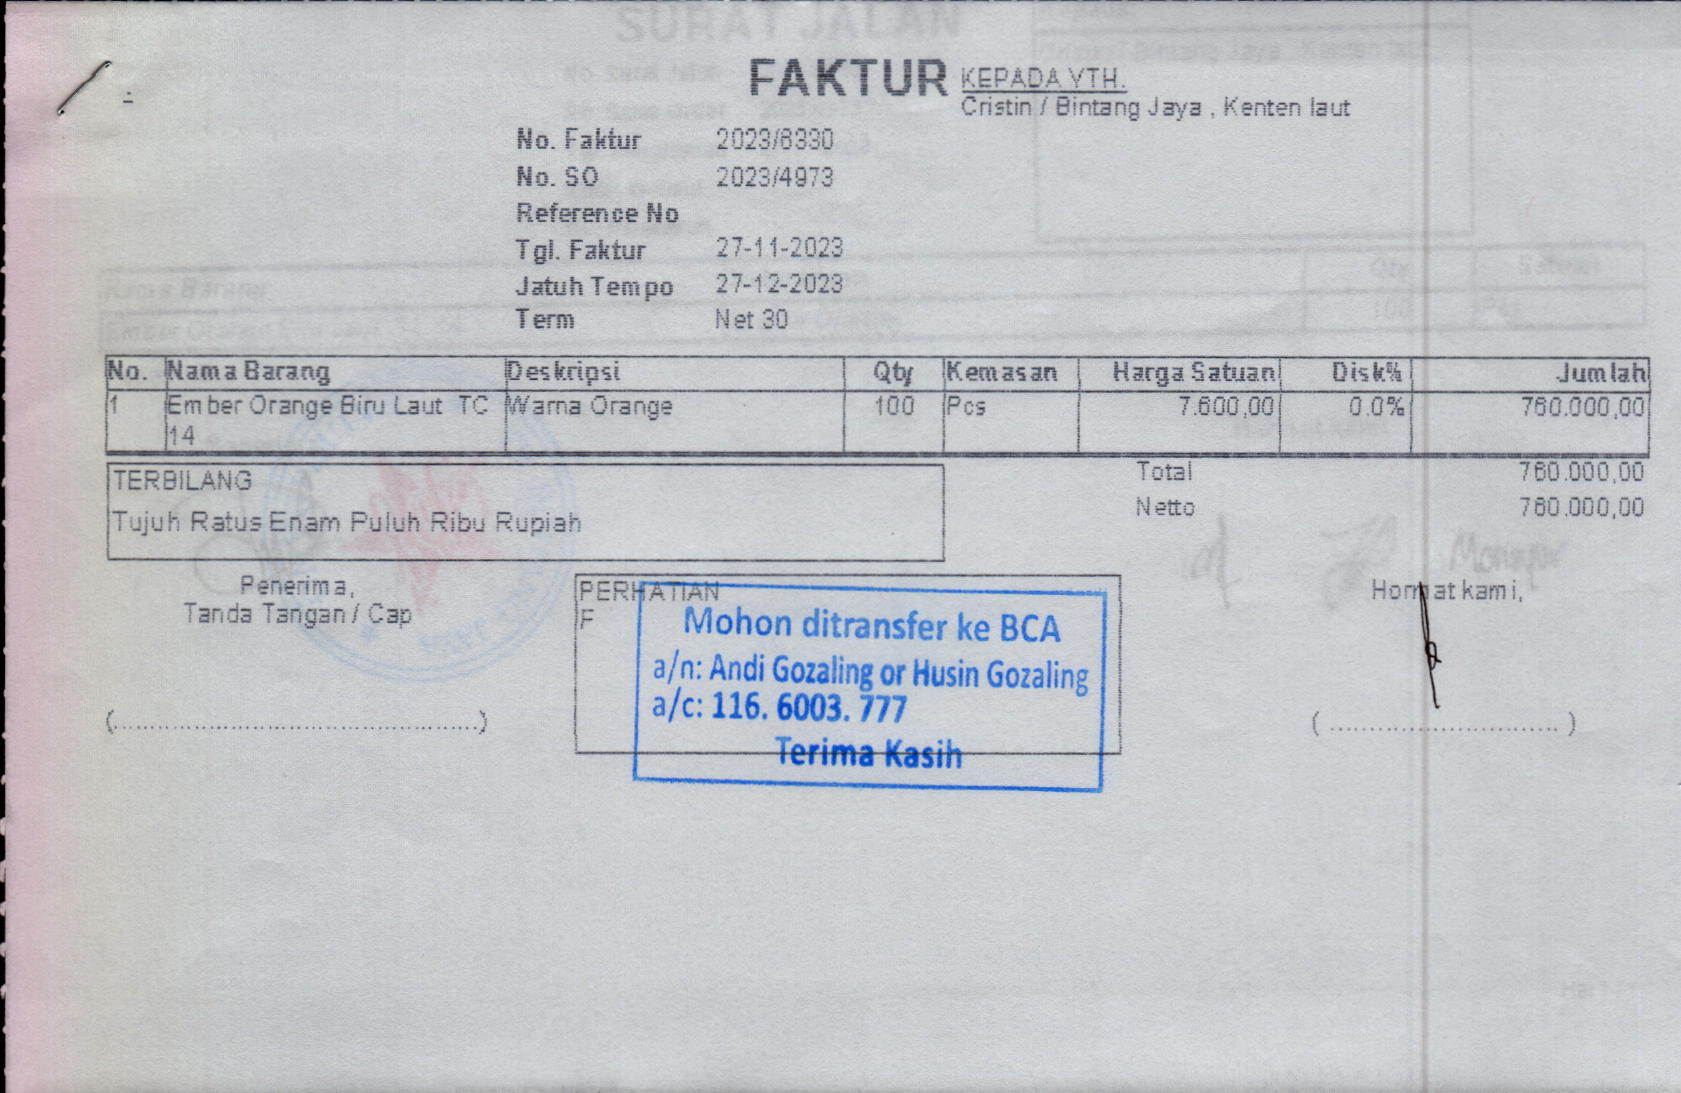 SURAT JALAN
FAKTUR
KEPADA YTH.
Cristin / Bintang Jaya , Kenten laut
No. Faktur 2023/6330
No. SO 2023/4973
Reference No
Tgl. Faktur 27-11-2023
Jatuh Tempo 27-12-2023
Term Net 30
No. Nama Barang Deskripsi Qty Kemasan Harga Satuan Disk% Jumlah
1 Ember Orange Biru Laut TC Warna Orange 100 Pcs 7.600,00 0.0% 760.000,00
14
Total 760.000,00
Netto 760.000,00
TERBILANG
Tujuh Ratus Enam Puluh Ribu Rupiah
Penerima,
Tanda Tangan / Cap
(............................................)
PERHATIAN
F
Mohon ditransfer ke BCA
a/n: Andi Gozaling or Husin Gozaling
a/c: 116. 6003. 777
Terima Kasih
Hormat kami,
( ............................ )